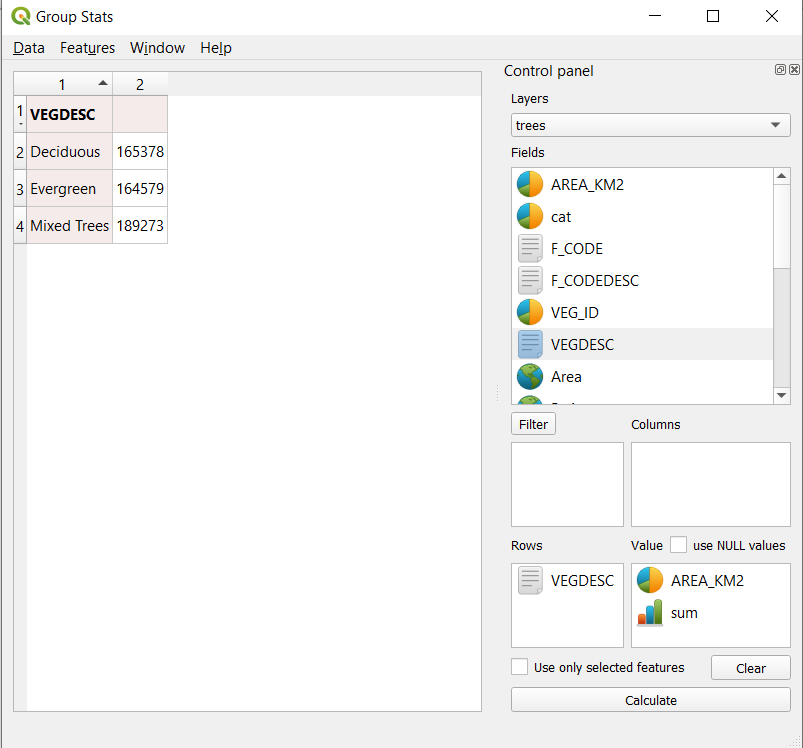 Group Stats
Data Features Window Help
1 2
1 VEGDESC
2 Deciduous 165378
3 Evergreen 164579
4 Mixed Trees 189273
Control panel
Layers
trees
Fields
AREA_KM2
cat
F_CODE
F_CODEDESC
VEG_ID
VEGDESC
Area
Filter Columns
Rows Value use NULL values
VEGDESC AREA_KM2
sum
Use only selected features Clear
Calculate